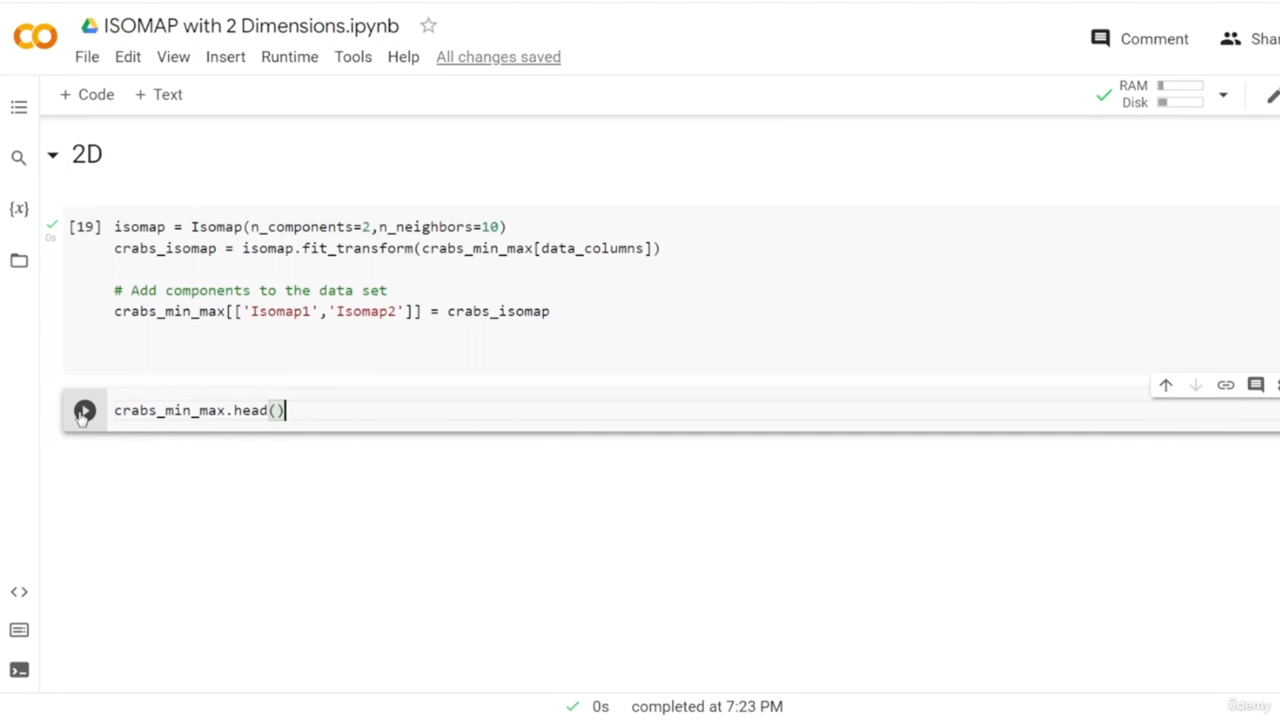 ISOMAP with 2 Dimensions.ipynb
File Edit View Insert Runtime Tools Help All changes saved
Comment
+ Code + Text
RAM
Disk
2D
[19] isomap = Isomap(n_components=2,n_neighbors=10)
0s
crabs_isomap = isomap.fit_transform(crabs_min_max[data_columns])
# Add components to the data set
crabs_min_max[['Isomap1','Isomap2']] = crabs_isomap
crabs_min_max.head()
0s completed at 7:23 PM
ûdemy